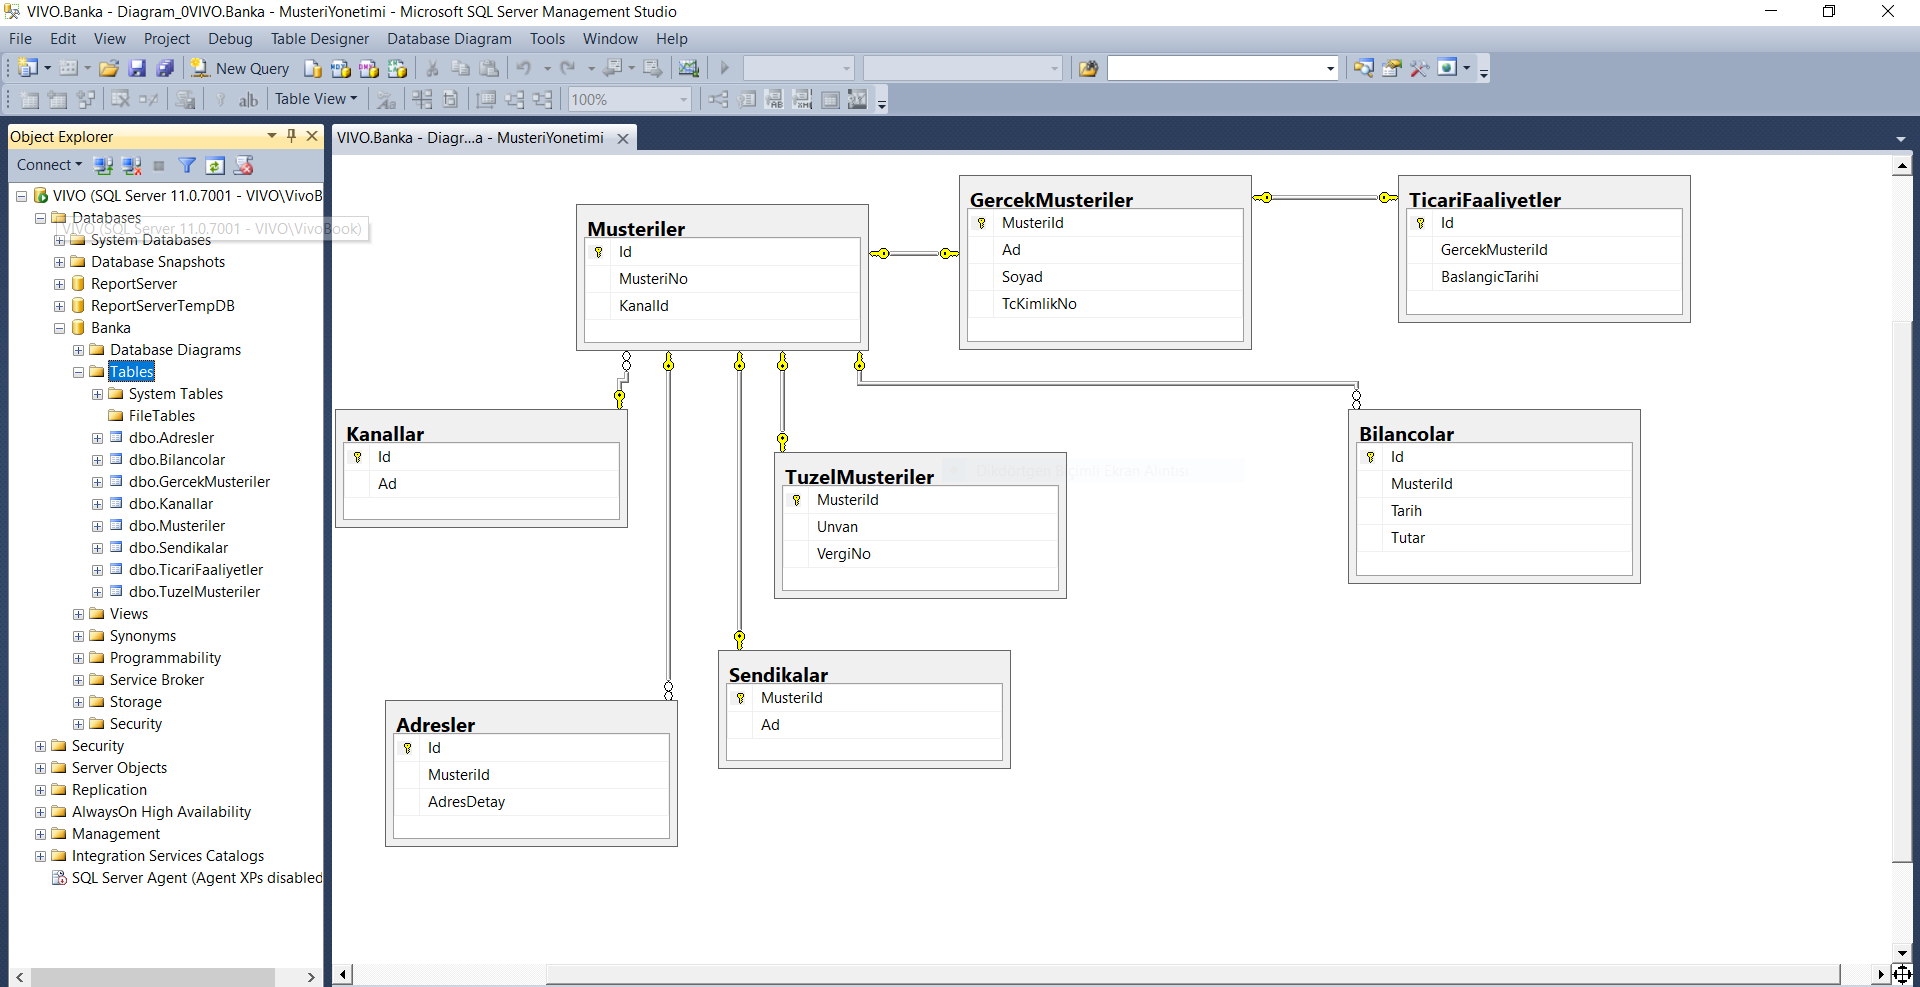 VIVO.Banka - Diagram_0VIVO.Banka - MusteriYonetimi - Microsoft SQL Server Management Studio
File Edit View Project Debug Table Designer Database Diagram Tools Window Help
New Query
Table View 100%
Object Explorer
Connect
VIVO (SQL Server 11.0.7001 - VIVO\VivoB
Databases
VIVO (SQL Server 11.0.7001 - VIVO\VivoBook)
System Databases
Database Snapshots
ReportServer
ReportServerTempDB
Banka
Database Diagrams
Tables
System Tables
FileTables
dbo.Adresler
dbo.Bilancolar
dbo.GercekMusteriler
dbo.Kanallar
dbo.Musteriler
dbo.Sendikalar
dbo.TicariFaaliyetler
dbo.TuzelMusteriler
Views
Synonyms
Programmability
Service Broker
Storage
Security
Security
Server Objects
Replication
AlwaysOn High Availability
Management
Integration Services Catalogs
SQL Server Agent (Agent XPs disabled
VIVO.Banka - Diagr...a - MusteriYonetimi
Musteriler
Id
MusteriNo
KanalId
GercekMusteriler
MusteriId
Ad
Soyad
TcKimlikNo
TicariFaaliyetler
Id
GercekMusteriId
BaslangicTarihi
Kanallar
Id
Ad
TuzelMusteriler
MusteriId
Unvan
VergiNo
Dikdörtgen Biçimli Ekran Alıntısı
Bilancolar
Id
MusteriId
Tarih
Tutar
Sendikalar
MusteriId
Ad
Adresler
Id
MusteriId
AdresDetay